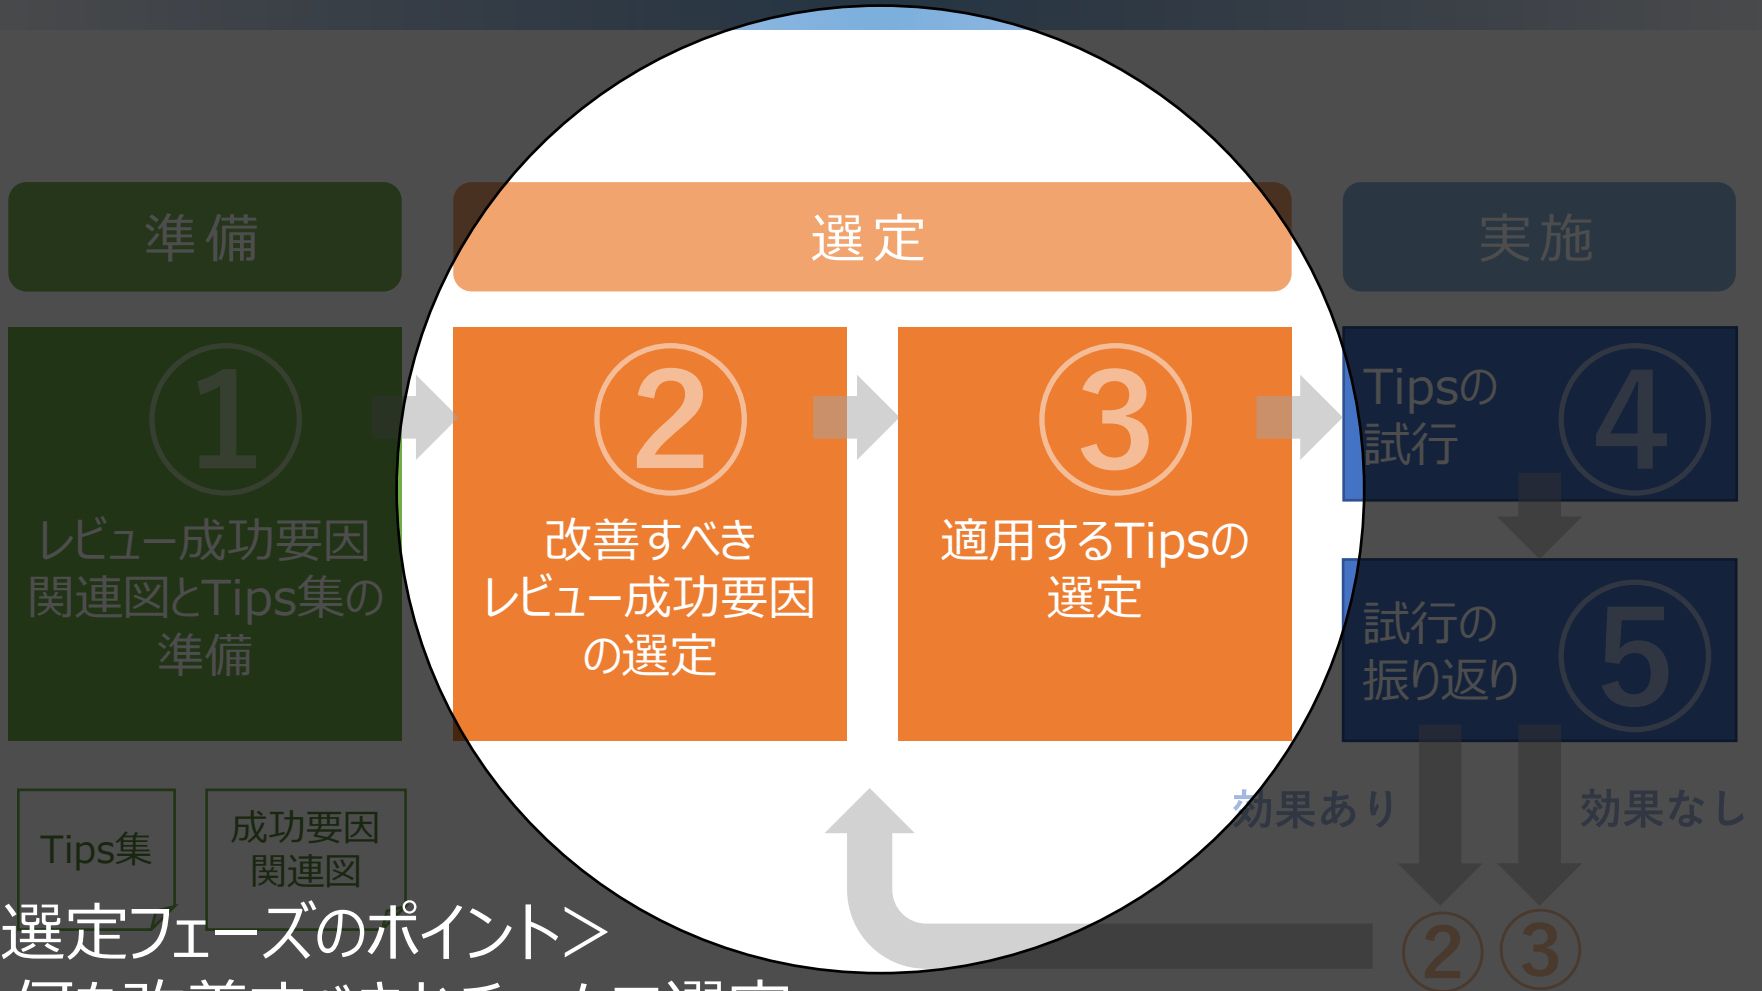 準備
選定
実施
①
レビュー成功要因
関連図とTips集の
準備
②
改善すべき
レビュー成功要因
の選定
③
適用するTipsの
選定
Tipsの
試行
④
試行の
振り返り
⑤
Tips集
成功要因
関連図
効果あり
効果なし
②
③
選定フェーズのポイント＞